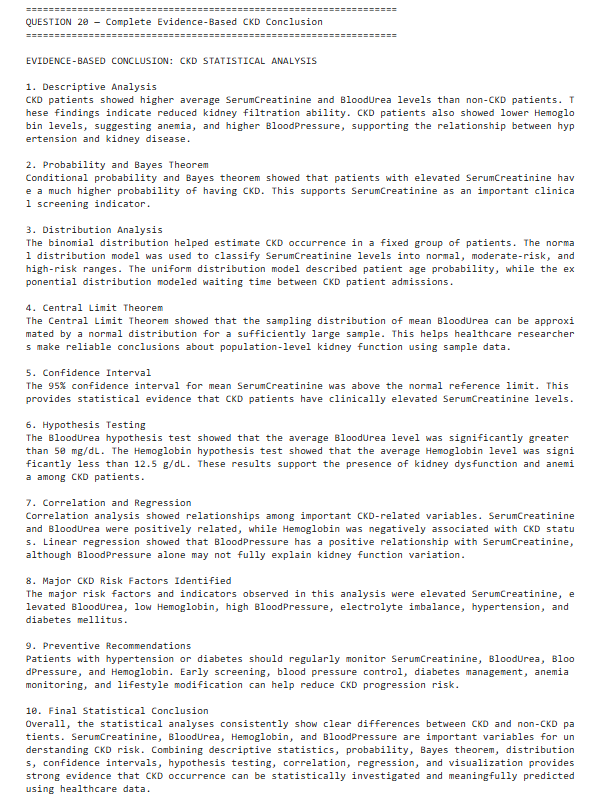 =================================================================
QUESTION 20 — Complete Evidence-Based CKD Conclusion
=================================================================
EVIDENCE-BASED CONCLUSION: CKD STATISTICAL ANALYSIS
1. Descriptive Analysis
CKD patients showed higher average SerumCreatinine and BloodUrea levels than non-CKD patients. T
hese findings indicate reduced kidney filtration ability. CKD patients also showed lower Hemoglo
bin levels, suggesting anemia, and higher BloodPressure, supporting the relationship between hyp
ertension and kidney disease.
2. Probability and Bayes Theorem
Conditional probability and Bayes theorem showed that patients with elevated SerumCreatinine hav
e a much higher probability of having CKD. This supports SerumCreatinine as an important clinica
l screening indicator.
3. Distribution Analysis
The binomial distribution helped estimate CKD occurrence in a fixed group of patients. The norma
l distribution model was used to classify SerumCreatinine levels into normal, moderate-risk, and
high-risk ranges. The uniform distribution model described patient age probability, while the ex
ponential distribution modeled waiting time between CKD patient admissions.
4. Central Limit Theorem
The Central Limit Theorem showed that the sampling distribution of mean BloodUrea can be approxi
mated by a normal distribution for a sufficiently large sample. This helps healthcare researcher
s make reliable conclusions about population-level kidney function using sample data.
5. Confidence Interval
The 95% confidence interval for mean SerumCreatinine was above the normal reference limit. This
provides statistical evidence that CKD patients have clinically elevated SerumCreatinine levels.
6. Hypothesis Testing
The BloodUrea hypothesis test showed that the average BloodUrea level was significantly greater
than 50 mg/dL. The Hemoglobin hypothesis test showed that the average Hemoglobin level was signi
ficantly less than 12.5 g/dL. These results support the presence of kidney dysfunction and anemi
a among CKD patients.
7. Correlation and Regression
Correlation analysis showed relationships among important CKD-related variables. SerumCreatinine
and BloodUrea were positively related, while Hemoglobin was negatively associated with CKD statu
s. Linear regression showed that BloodPressure has a positive relationship with SerumCreatinine,
although BloodPressure alone may not fully explain kidney function variation.
8. Major CKD Risk Factors Identified
The major risk factors and indicators observed in this analysis were elevated SerumCreatinine, e
levated BloodUrea, low Hemoglobin, high BloodPressure, electrolyte imbalance, hypertension, and
diabetes mellitus.
9. Preventive Recommendations
Patients with hypertension or diabetes should regularly monitor SerumCreatinine, BloodUrea, Bloo
dPressure, and Hemoglobin. Early screening, blood pressure control, diabetes management, anemia
monitoring, and lifestyle modification can help reduce CKD progression risk.
10. Final Statistical Conclusion
Overall, the statistical analyses consistently show clear differences between CKD and non-CKD pa
tients. SerumCreatinine, BloodUrea, Hemoglobin, and BloodPressure are important variables for un
derstanding CKD risk. Combining descriptive statistics, probability, Bayes theorem, distribution
s, confidence intervals, hypothesis testing, correlation, regression, and visualization provides
strong evidence that CKD occurrence can be statistically investigated and meaningfully predicted
using healthcare data.